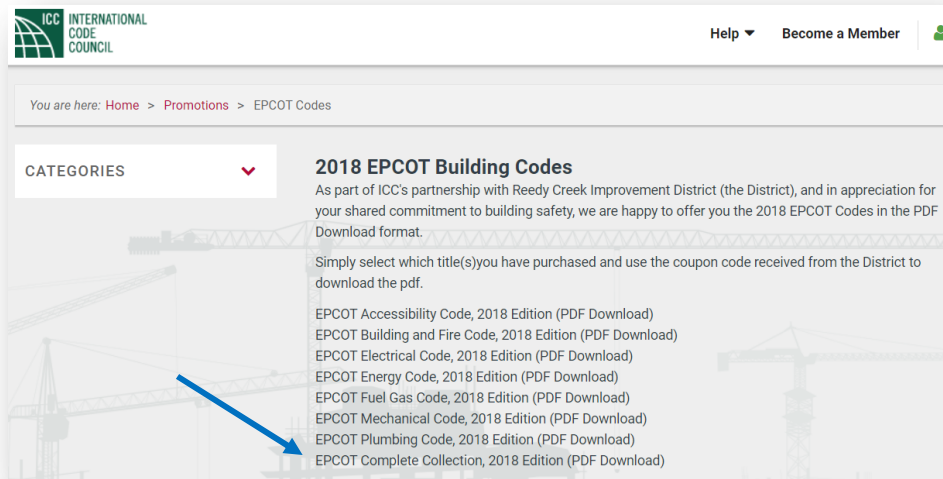 ICC INTERNATIONAL
CODE
COUNCIL
Help Become a Member
You are here: Home > Promotions > EPCOT Codes
CATEGORIES
2018 EPCOT Building Codes
As part of ICC's partnership with Reedy Creek Improvement District (the District), and in appreciation for
your shared commitment to building safety, we are happy to offer you the 2018 EPCOT Codes in the PDF
Download format.
Simply select which title(s)you have purchased and use the coupon code received from the District to
download the pdf.
EPCOT Accessibility Code, 2018 Edition (PDF Download)
EPCOT Building and Fire Code, 2018 Edition (PDF Download)
EPCOT Electrical Code, 2018 Edition (PDF Download)
EPCOT Energy Code, 2018 Edition (PDF Download)
EPCOT Fuel Gas Code, 2018 Edition (PDF Download)
EPCOT Mechanical Code, 2018 Edition (PDF Download)
EPCOT Plumbing Code, 2018 Edition (PDF Download)
EPCOT Complete Collection, 2018 Edition (PDF Download)